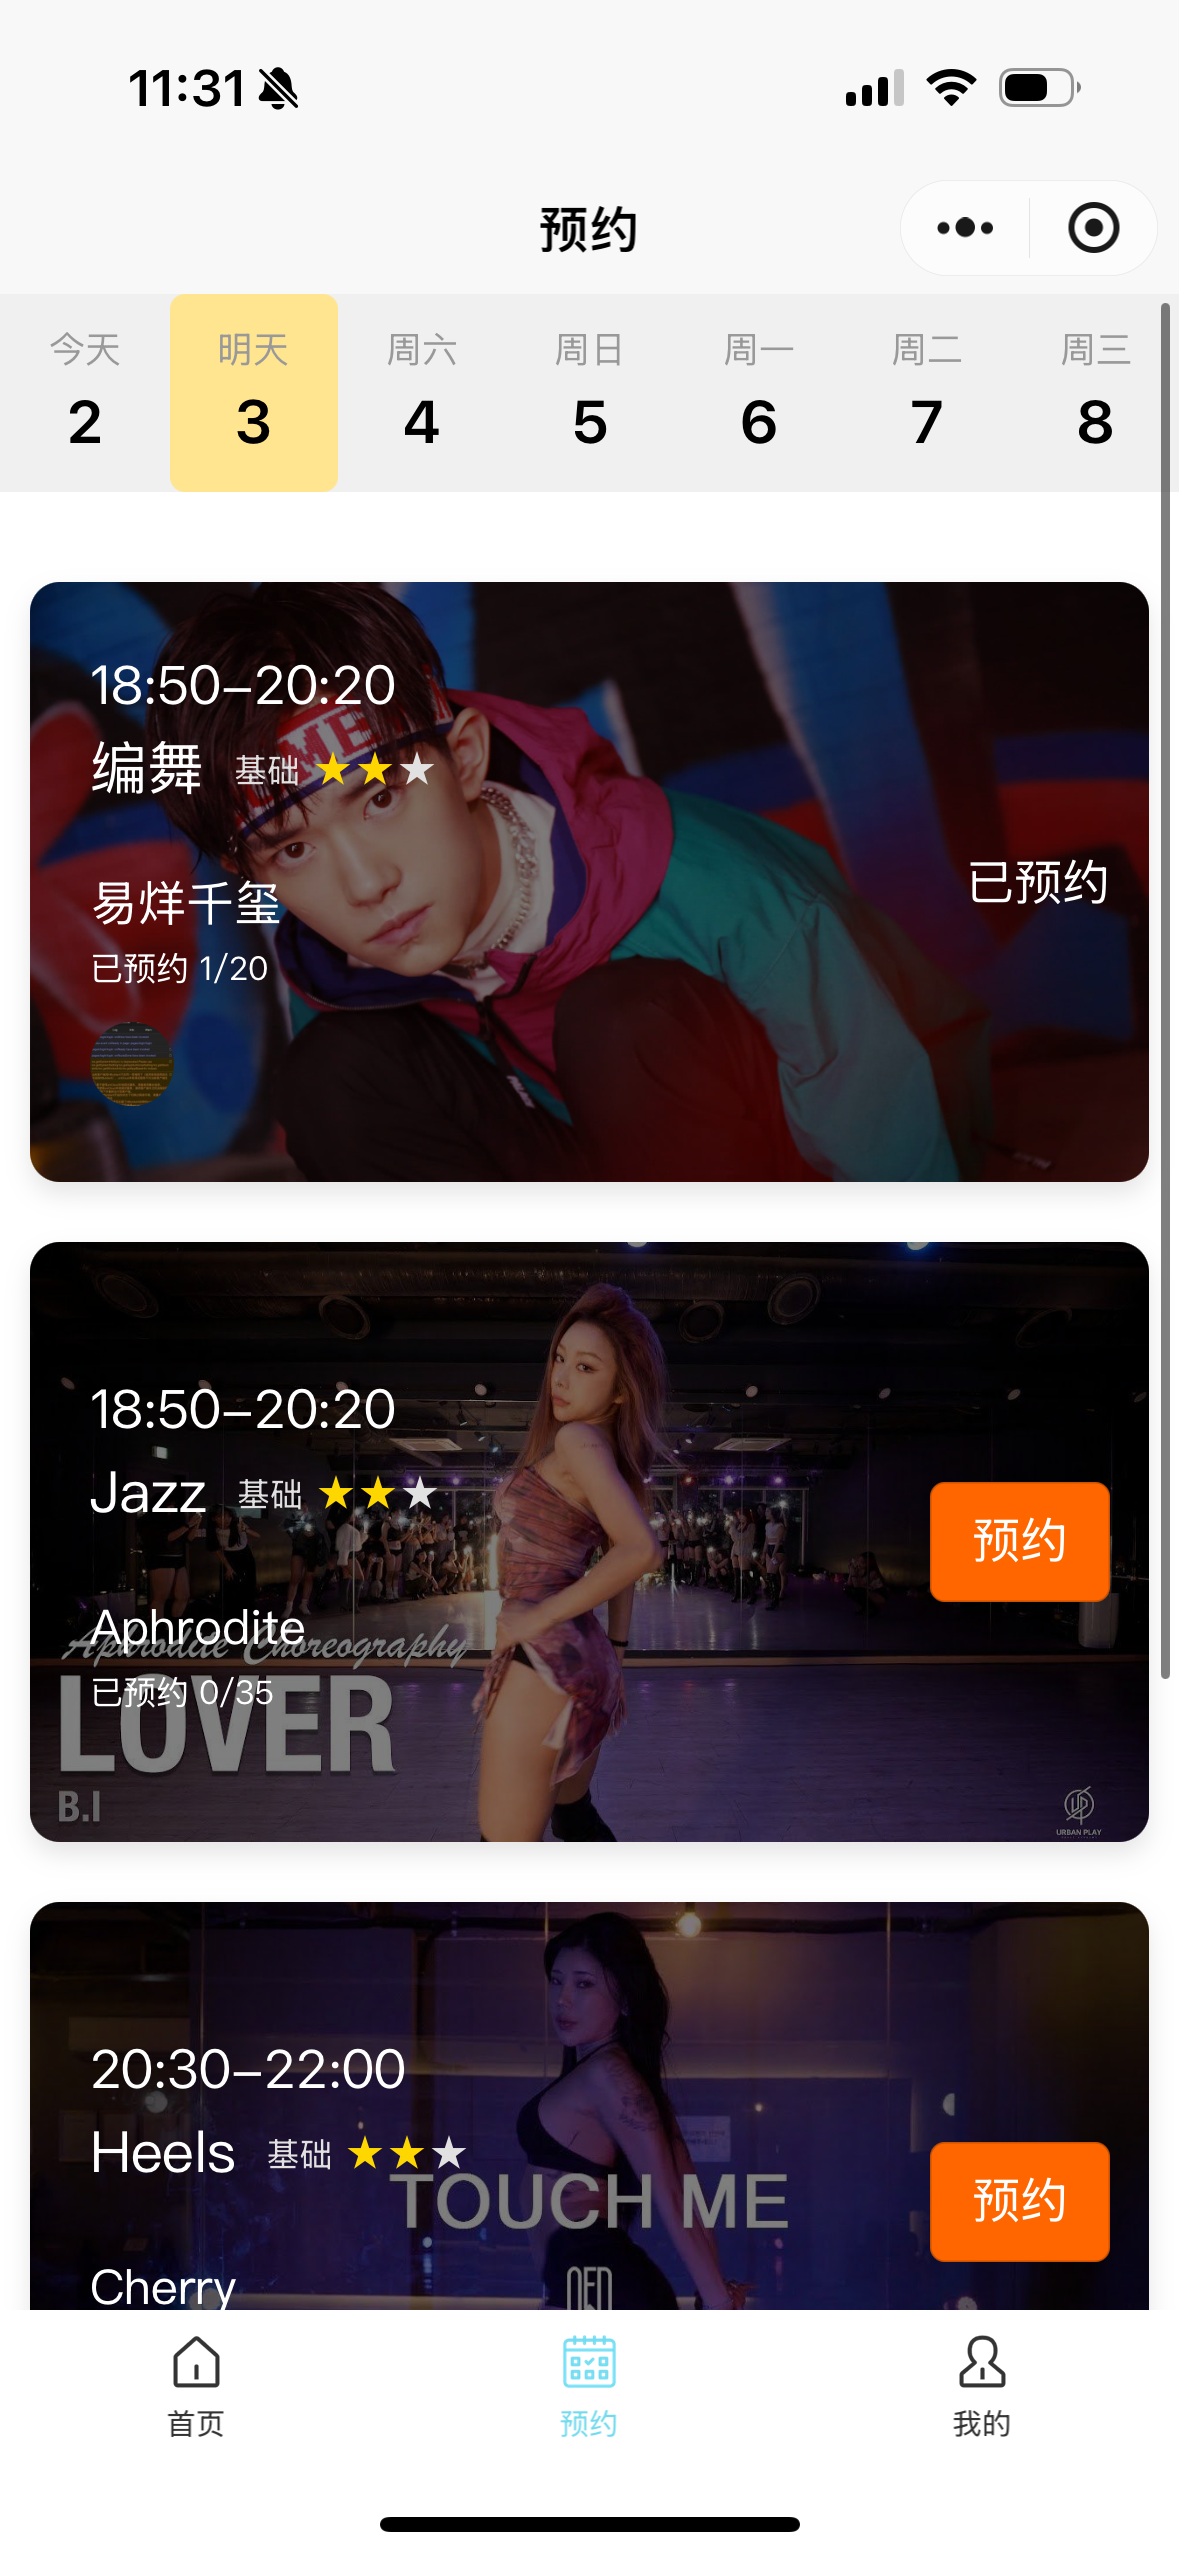 11:31
预约
今天 明天 周六 周日 周一 周二 周三
2 3 4 5 6 7 8
18:50–20:20
编舞 基础 ★★★
易烊千玺
已预约 1/20
已预约
18:50–20:20
Jazz 基础 ★★★
预约
Aphrodite
Aphrodite Choreography
已预约 0/35
LOVER
B.I
URBAN PLAY
20:30–22:00
Heels 基础 ★★★
TOUCH ME
预约
Cherry
首页 预约 我的